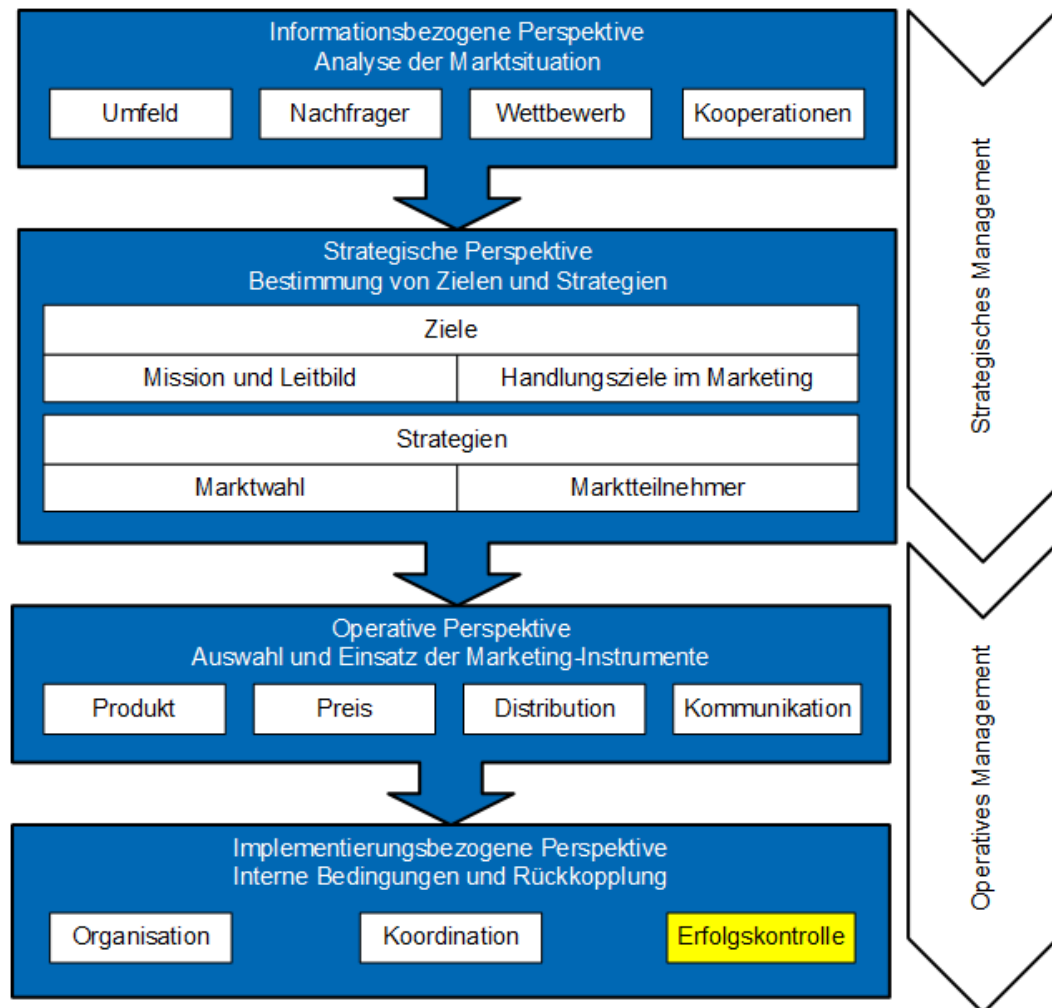 Informationsbezogene Perspektive
Analyse der Marktsituation
Umfeld
Nachfrager
Wettbewerb
Kooperationen
Strategische Perspektive
Bestimmung von Zielen und Strategien
Ziele
Mission und Leitbild
Handlungsziele im Marketing
Strategien
Marktwahl
Marktteilnehmer
Strategisches Management
Operative Perspektive
Auswahl und Einsatz der Marketing-Instrumente
Produkt
Preis
Distribution
Kommunikation
Implementierungsbezogene Perspektive
Interne Bedingungen und Rückkopplung
Organisation
Koordination
Erfolgskontrolle
Operatives Management